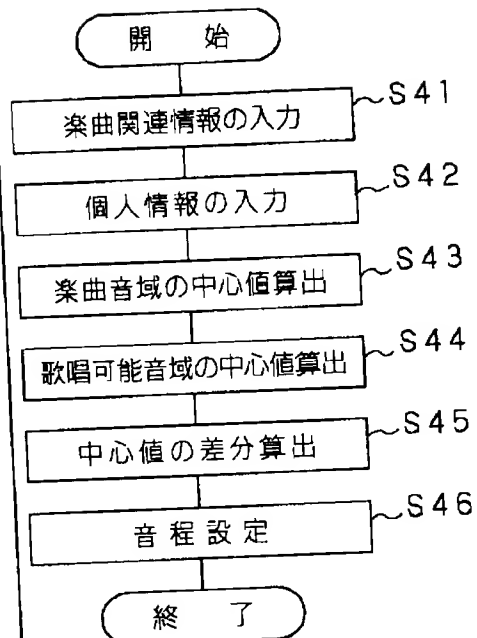 開 始
楽曲関連情報の入力 S41
個人情報の入力 S42
楽曲音域の中心値算出 S43
歌唱可能音域の中心値算出 S44
中心値の差分算出 S45
音程設定 S46
終 了